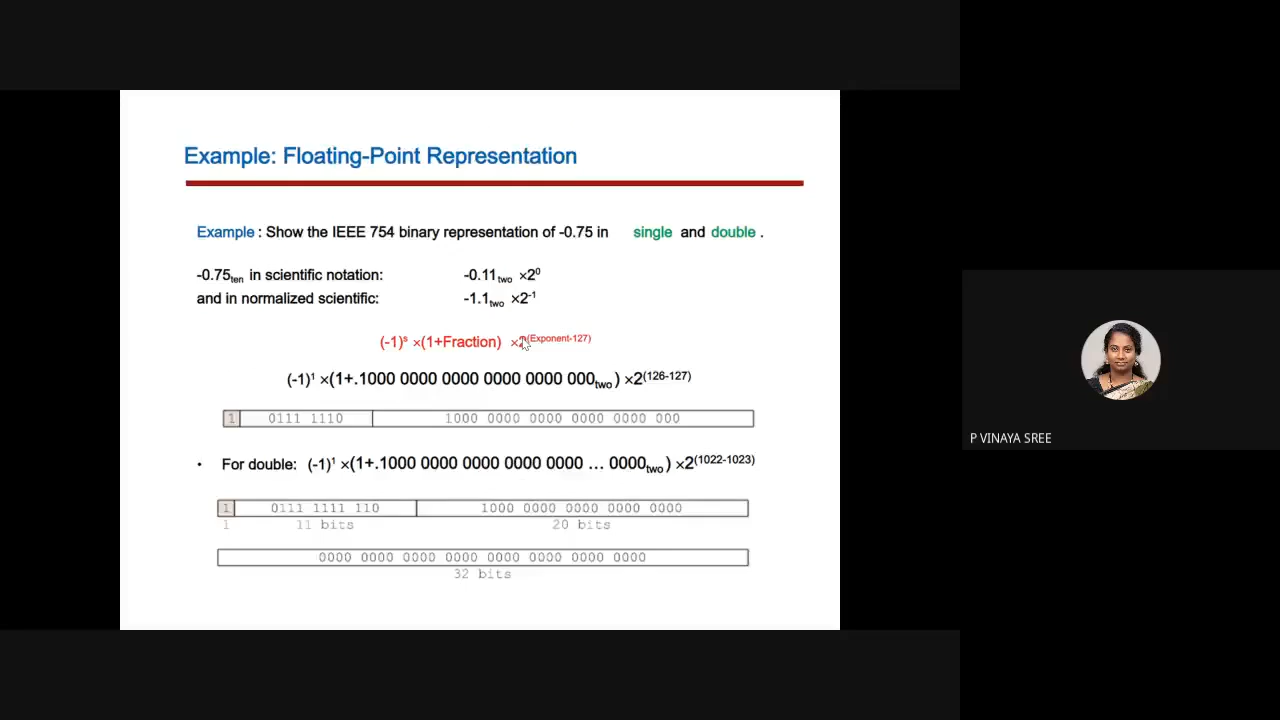 Example: Floating-Point Representation
Example : Show the IEEE 754 binary representation of -0.75 in single and double .
-0.75ten in scientific notation: -0.11two ×2⁰
and in normalized scientific: -1.1two ×2⁻¹
(-1)ˢ ×(1+Fraction) ×2(Exponent-127)
(-1)¹ ×(1+.1000 0000 0000 0000 0000 000two) ×2(126-127)
1 0111 1110 1000 0000 0000 0000 0000 000
• For double: (-1)¹ ×(1+.1000 0000 0000 0000 0000 … 0000two) ×2(1022-1023)
1 0111 1111 110 1000 0000 0000 0000 0000
1 11 bits 20 bits
0000 0000 0000 0000 0000 0000 0000 0000
32 bits
P VINAYA SREE